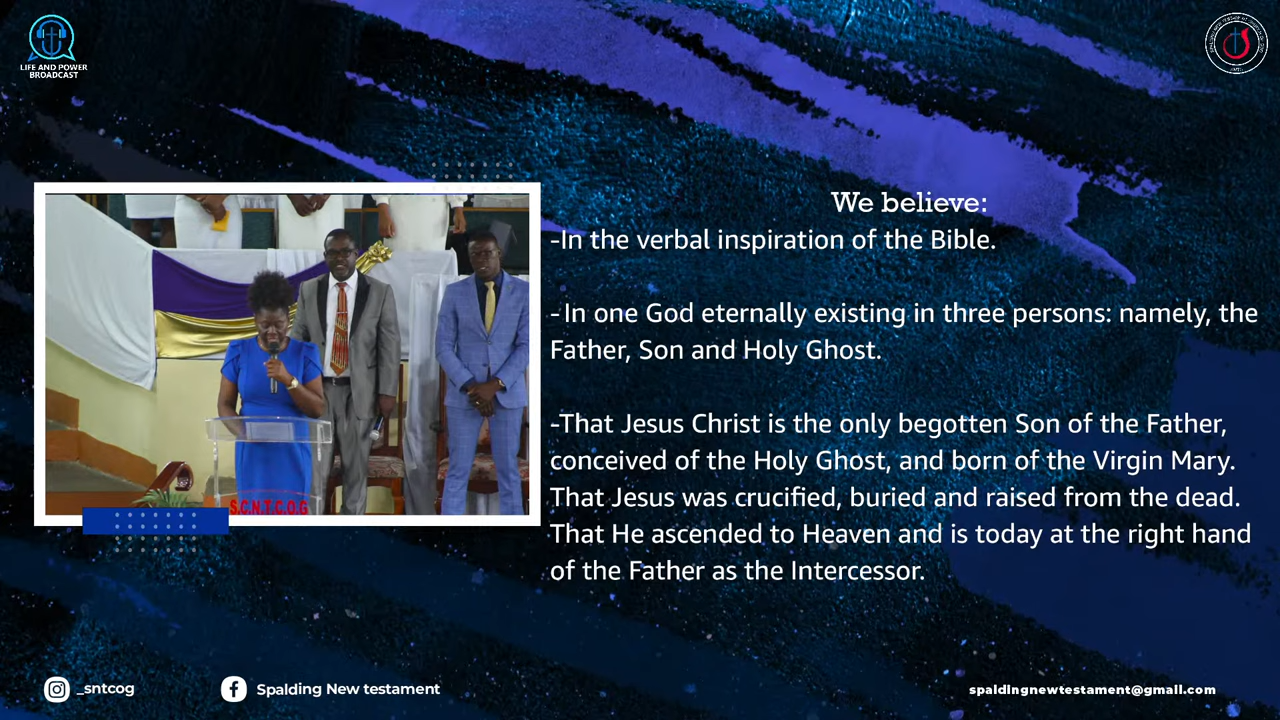 LIFE AND POWER
BROADCAST
We believe:
-In the verbal inspiration of the Bible.
- In one God eternally existing in three persons: namely, the
Father, Son and Holy Ghost.
-That Jesus Christ is the only begotten Son of the Father,
conceived of the Holy Ghost, and born of the Virgin Mary.
That Jesus was crucified, buried and raised from the dead.
That He ascended to Heaven and is today at the right hand
of the Father as the Intercessor.
S.C.N.T.C.O.G
_sntcog
Spalding New testament
spaldingnewtestament@gmail.com